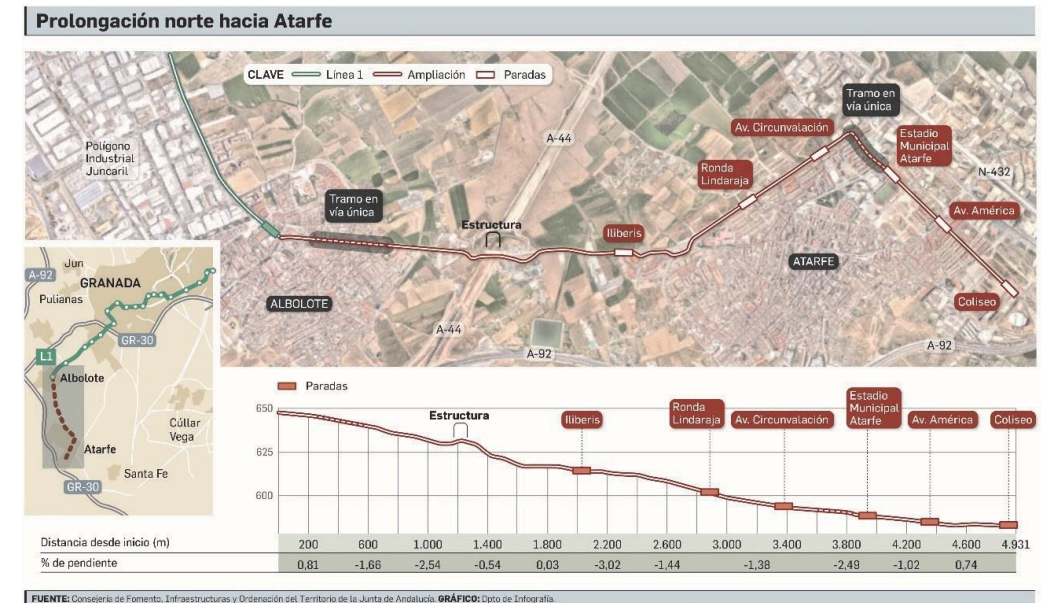 Prolongación norte hacia Atarfe
CLAVE Línea 1 Ampliación Paradas
Polígono
Industrial
Juncaril
Tramo en
vía única
Estructura
A-44
Iliberis
Ronda
Lindaraja
Av. Circunvalación
Tramo en
vía única
Estadio
Municipal
Atarfe
N-432
Av. América
ATARFE
Coliseo
ALBOLOTE
A-44
A-92
A-92
A-92
Jun
GRANADA
Pulianas
GR-30
L1
Albolote
Cúllar
Vega
Atarfe
Santa Fe
GR-30
Paradas
650
625
600
Estructura
Iliberis
Ronda
Lindaraja
Av. Circunvalación
Estadio
Municipal
Atarfe
Av. América
Coliseo
Distancia desde inicio (m) 200 600 1.000 1.400 1.800 2.200 2.600 3.000 3.400 3.800 4.200 4.600 4.931
% de pendiente 0,81 -1,66 -2,54 -0,54 0,03 -3,02 -1,44 -1,38 -2,49 -1,02 0,74
FUENTE: Consejería de Fomento, Infraestructuras y Ordenación del Territorio de la Junta de Andalucía. GRÁFICO: Dpto de Infografía.